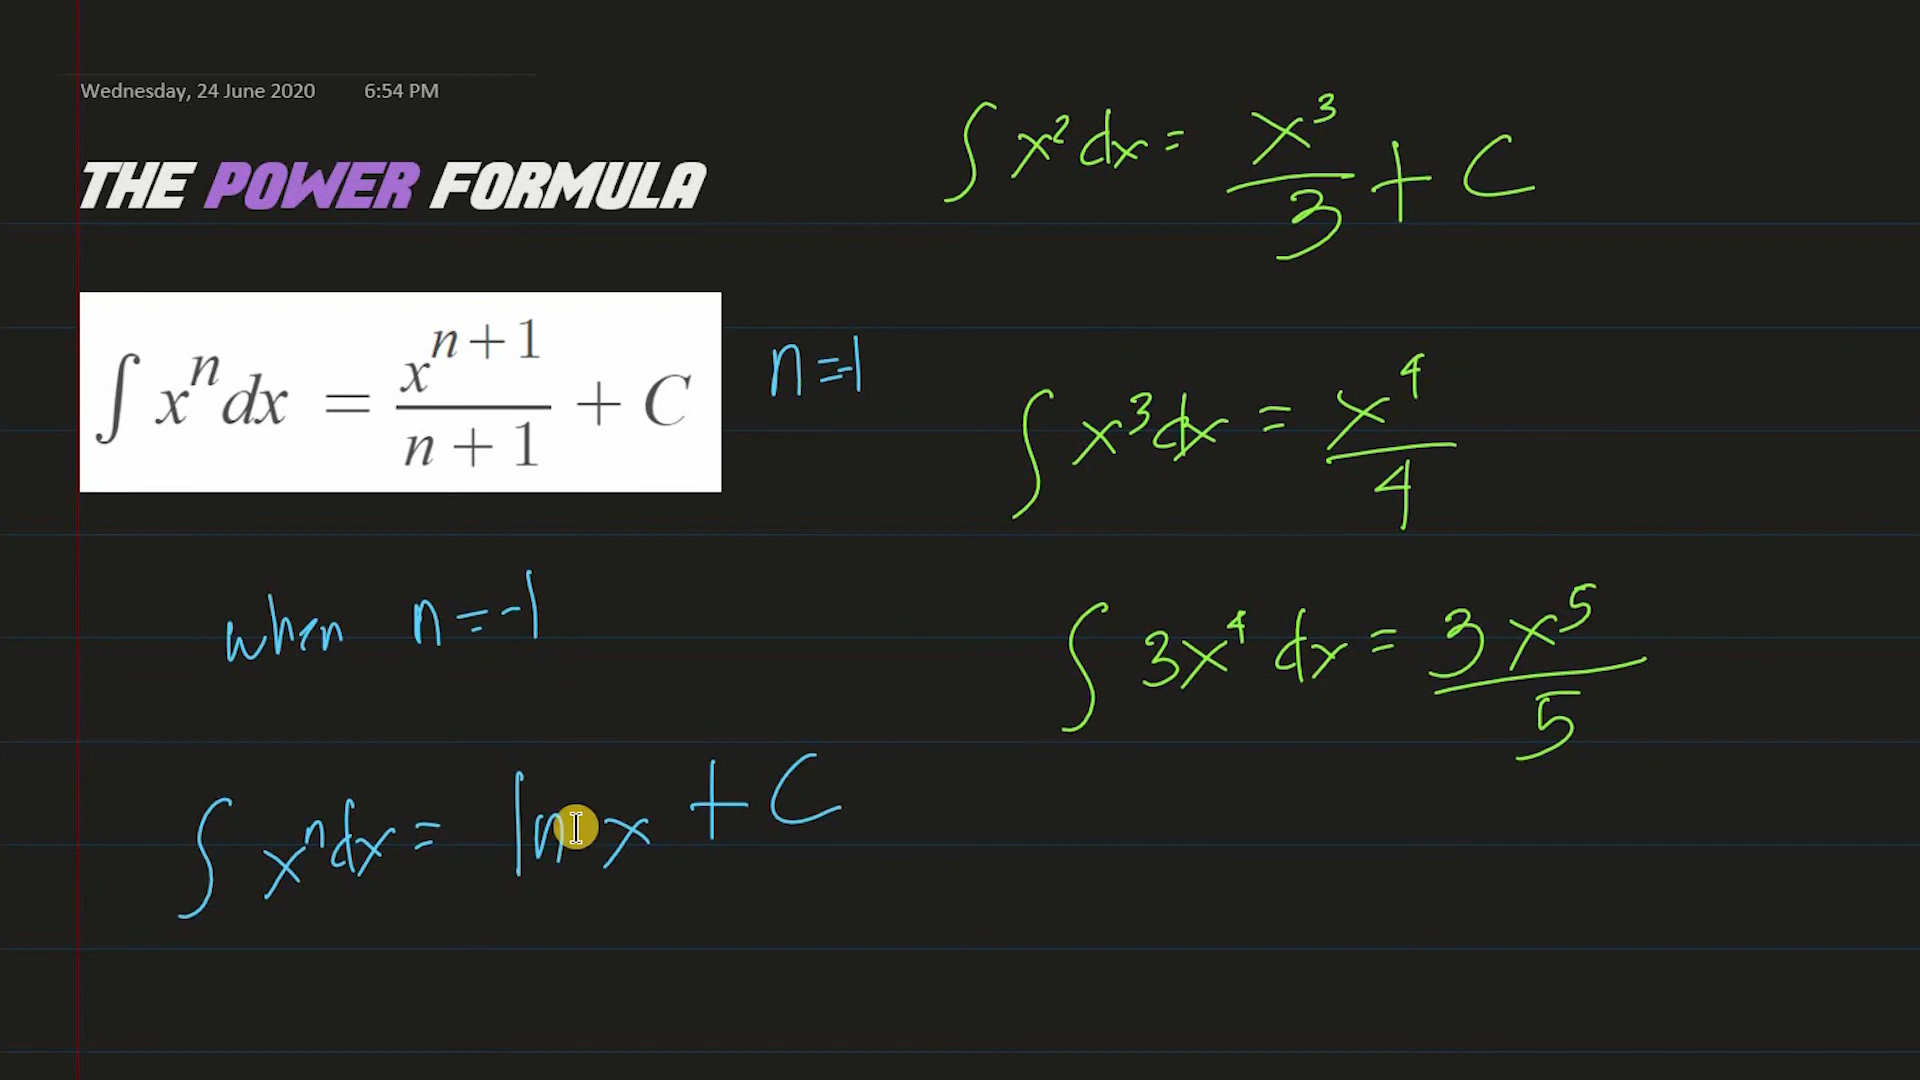 Wednesday, 24 June 2020 6:54 PM
THE POWER FORMULA
∫ x^n dx = x^(n+1)/(n+1) + C
n = -1
when n = -1
∫ x^n dx = ln x + C
∫ x^2 dx = x^3/3 + C
∫ x^3 dx = x^4/4
∫ 3x^4 dx = 3x^5/5